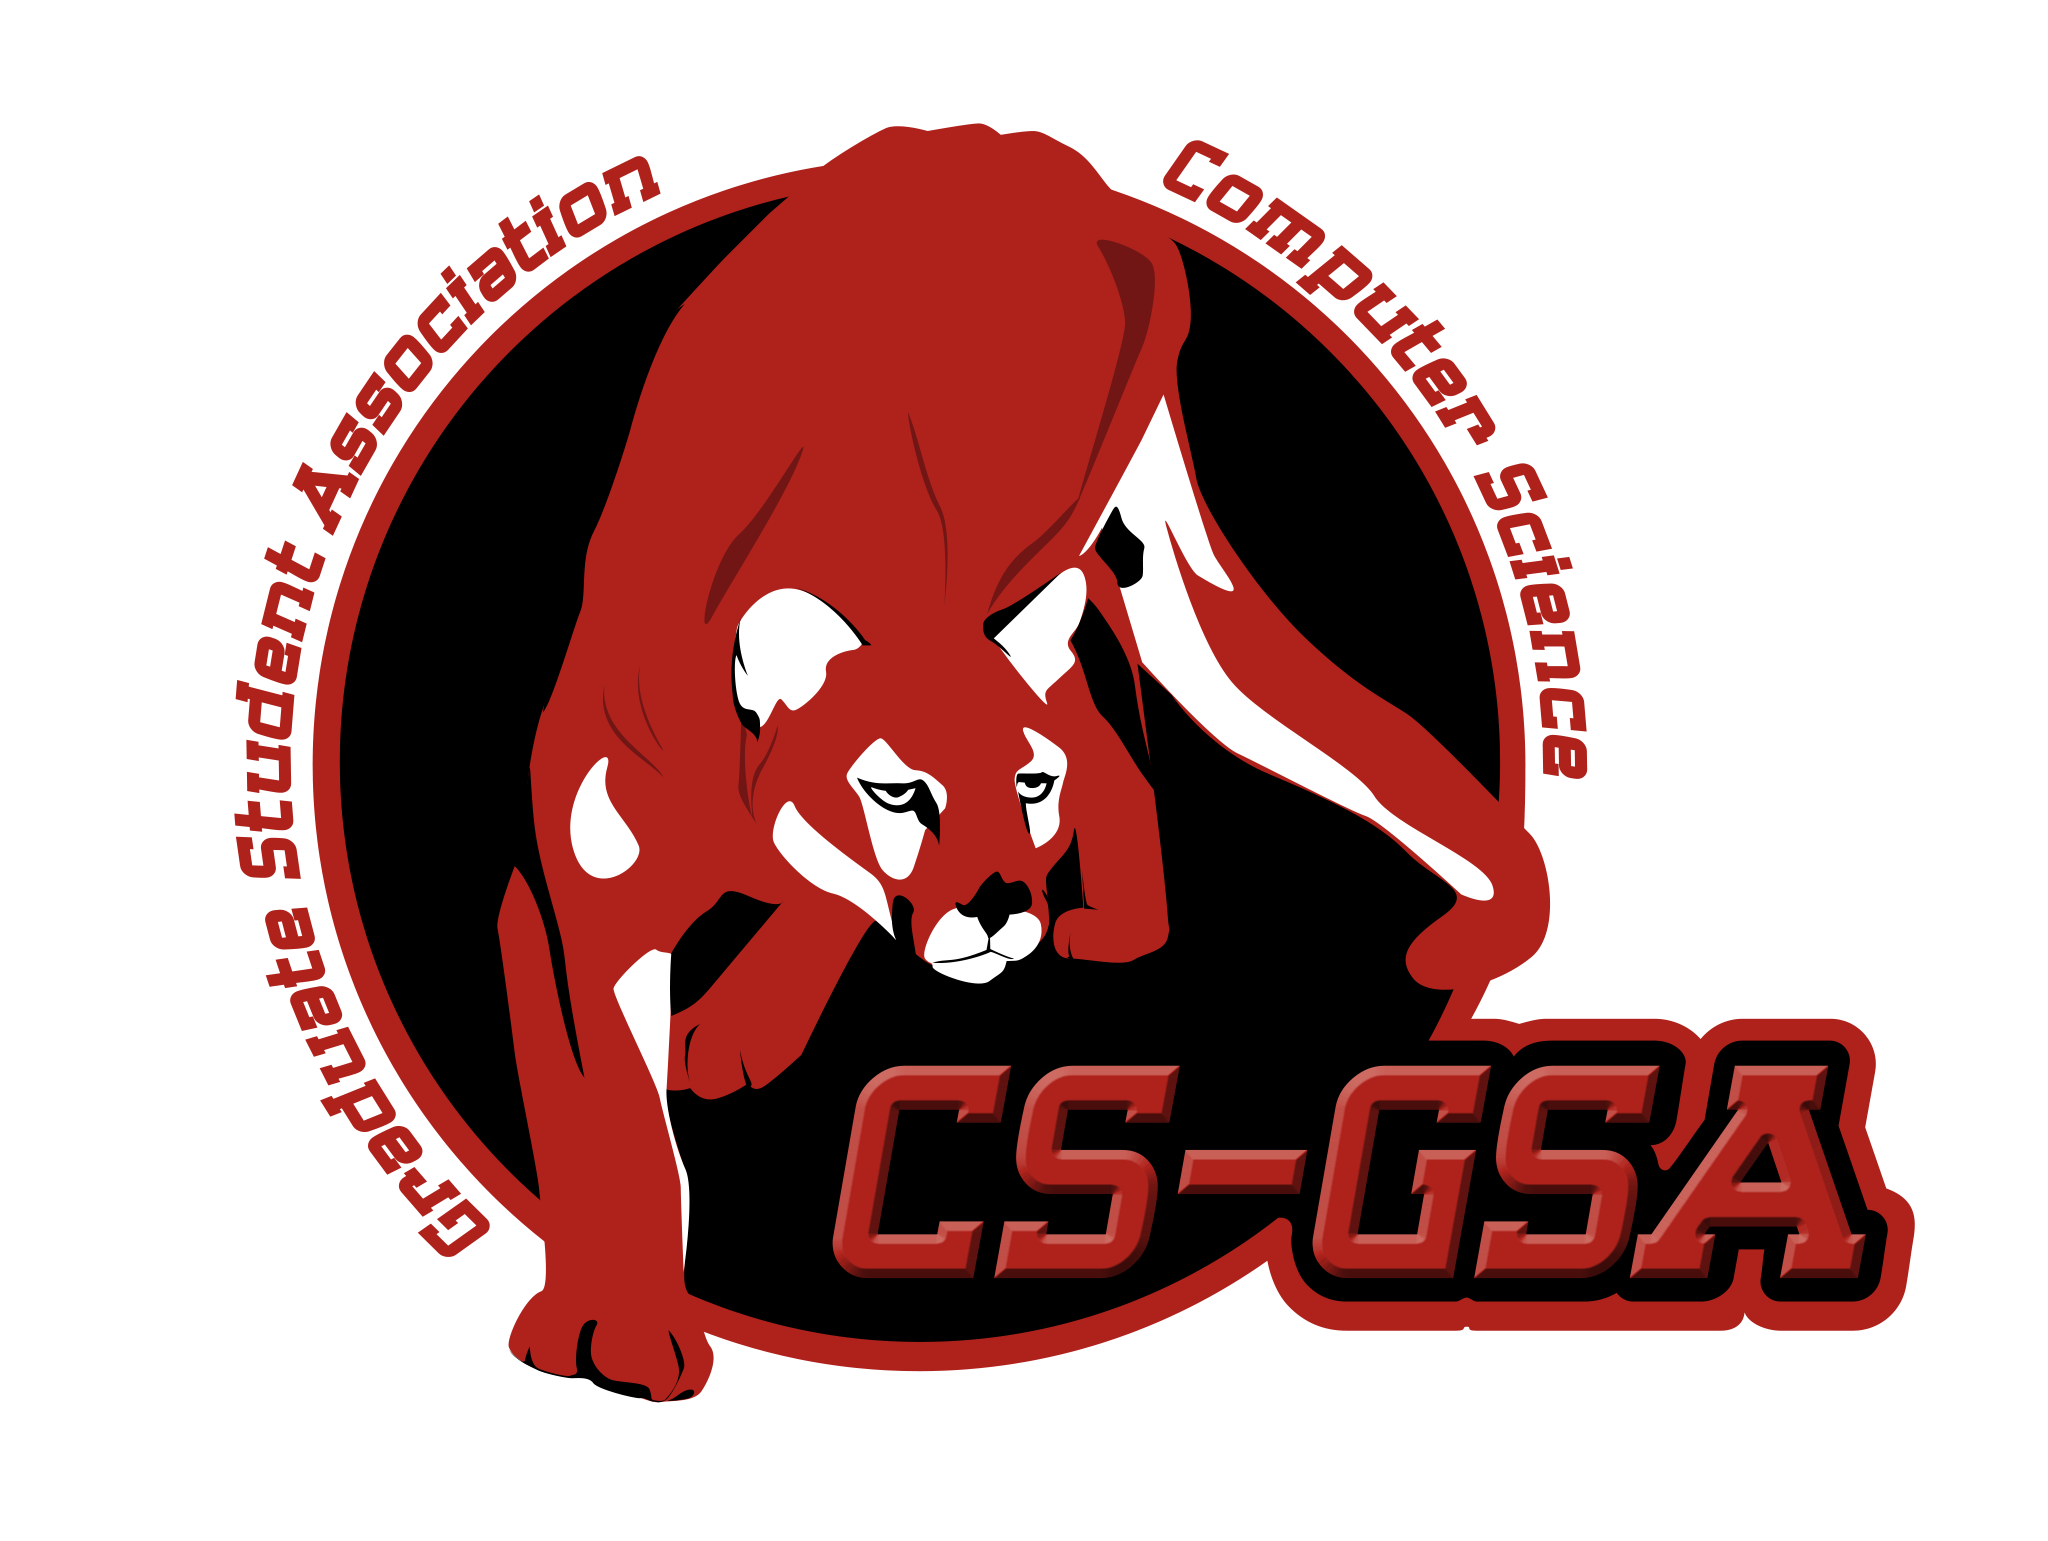 Graduate Student Association
Computer Science
CS-GSA